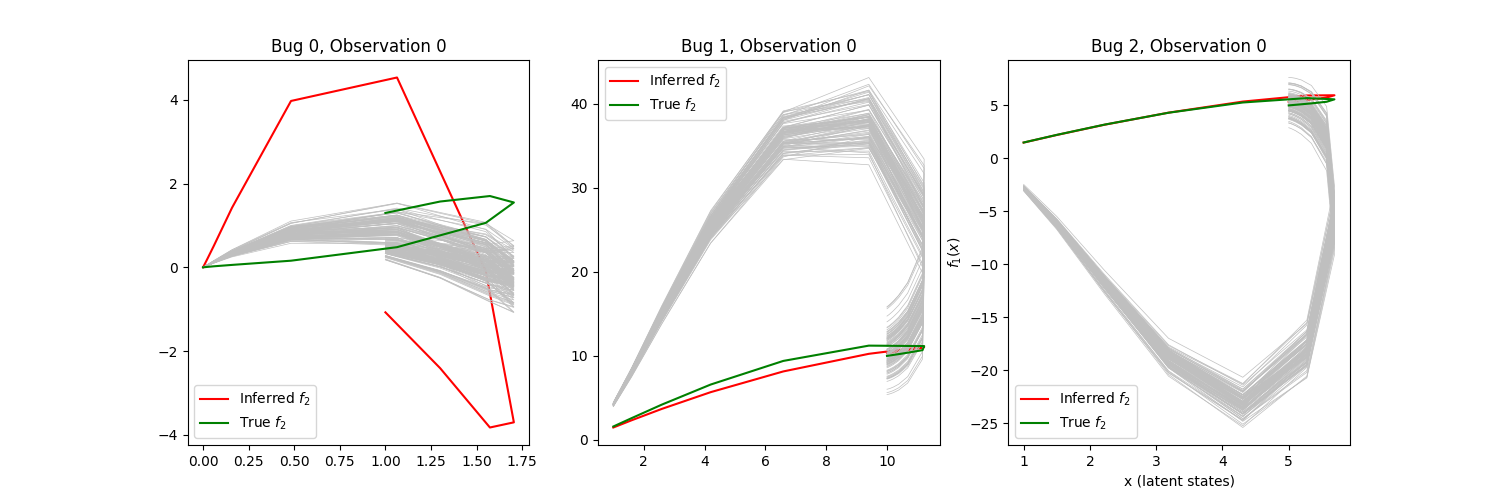 Bug 0, Observation 0
4
2
0
−2
−4
Inferred f₂
True f₂
0.00 0.25 0.50 0.75 1.00 1.25 1.50 1.75
Bug 1, Observation 0
Inferred f₂
True f₂
40
30
20
10
0
2 4 6 8 10
Bug 2, Observation 0
f₁(x)
5
0
−5
−10
−15
−20
−25
Inferred f₂
True f₂
1 2 3 4 5
x (latent states)